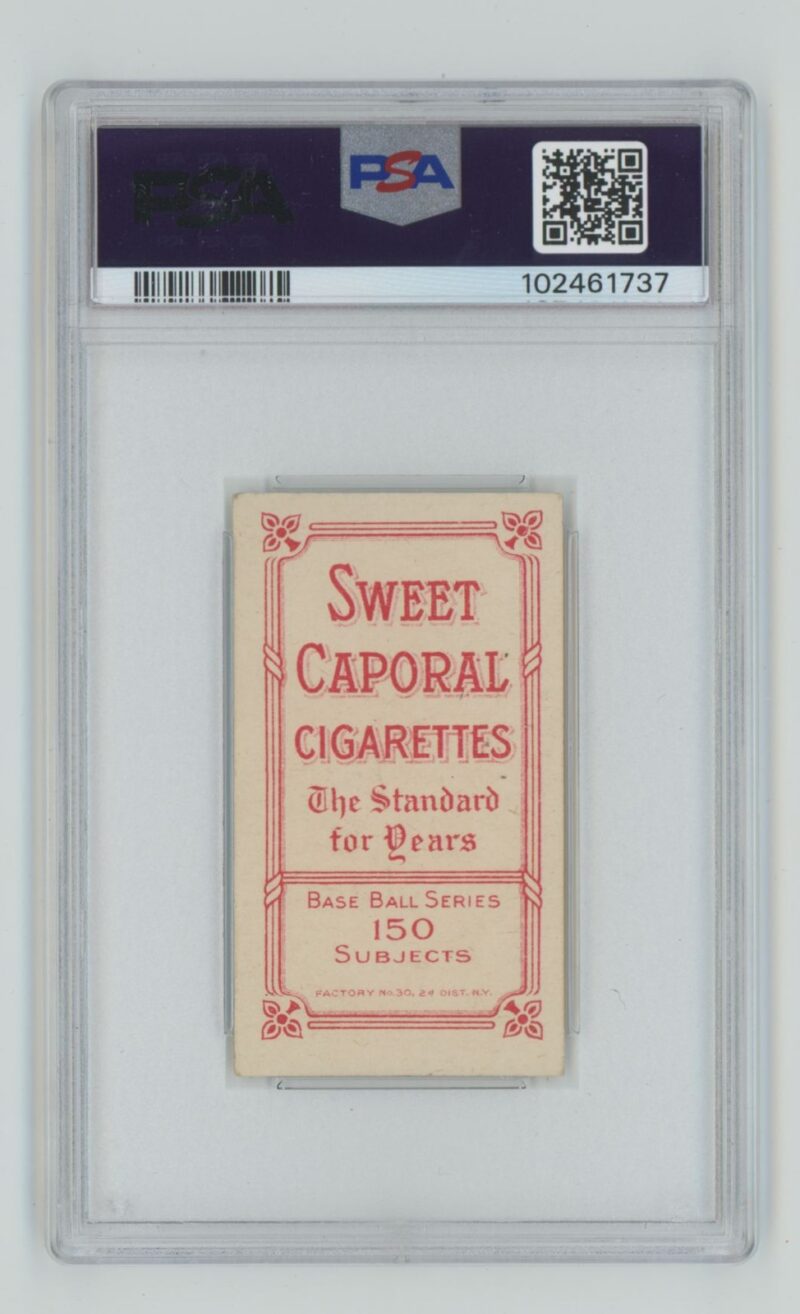 PSA
PSA
102461737
SWEET
CAPORAL
CIGARETTES
The Standard
for Years
BASE BALL SERIES
150
SUBJECTS
FACTORY No. 30, 2d DIST. N.Y.